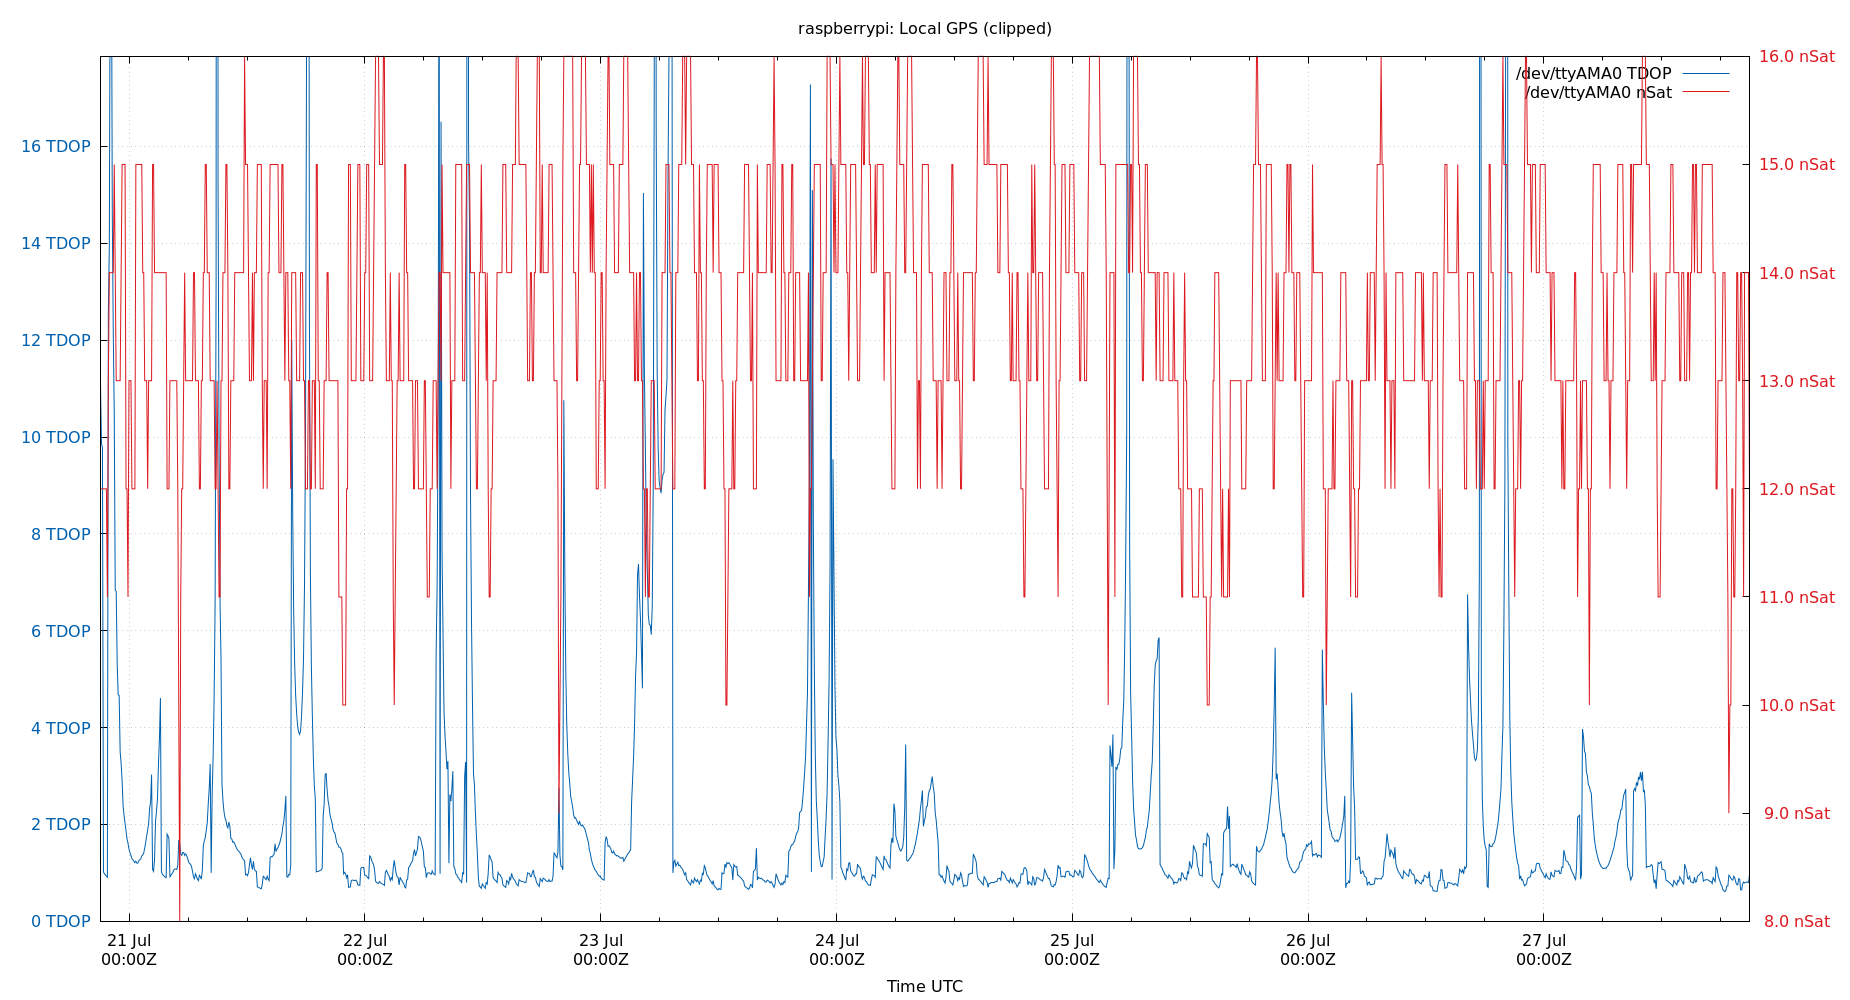 raspberrypi: Local GPS (clipped)
/dev/ttyAMA0 TDOP
/dev/ttyAMA0 nSat
16 TDOP
14 TDOP
12 TDOP
10 TDOP
8 TDOP
6 TDOP
4 TDOP
2 TDOP
0 TDOP
16.0 nSat
15.0 nSat
14.0 nSat
13.0 nSat
12.0 nSat
11.0 nSat
10.0 nSat
9.0 nSat
8.0 nSat
21 Jul 22 Jul 23 Jul 24 Jul 25 Jul 26 Jul 27 Jul
00:00Z 00:00Z 00:00Z 00:00Z 00:00Z 00:00Z 00:00Z
Time UTC